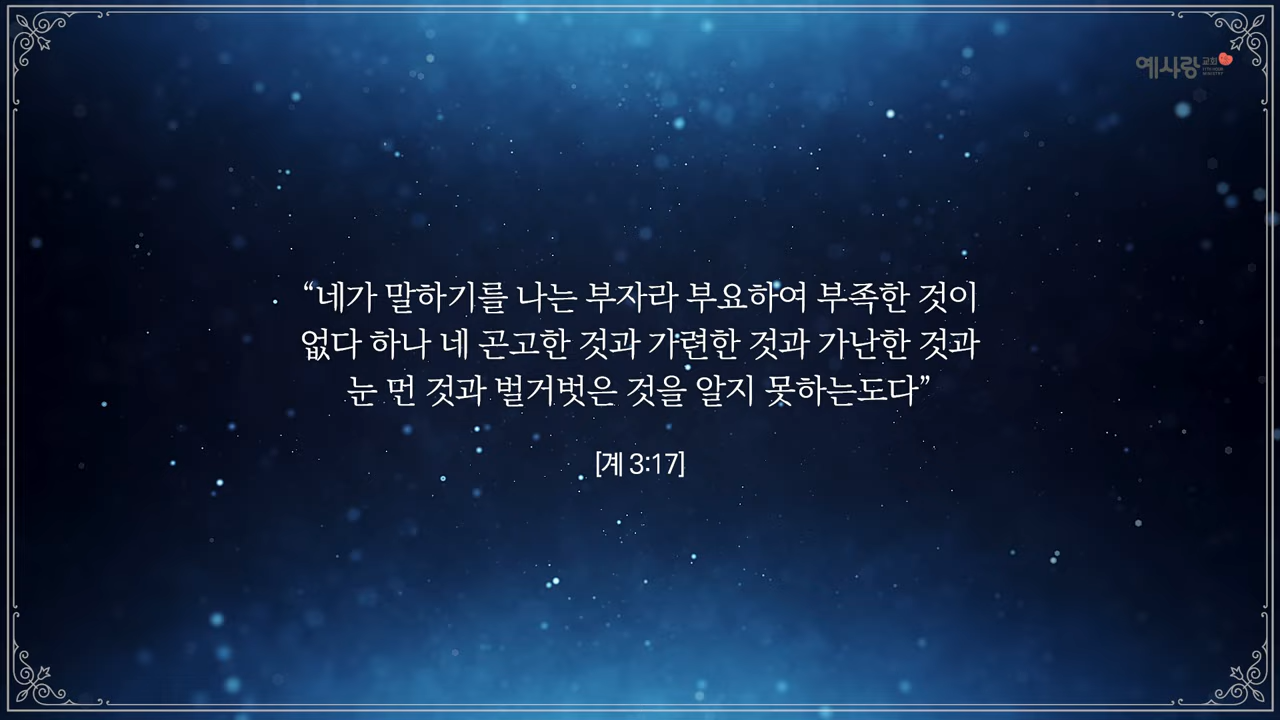 예사랑 교회
“네가 말하기를 나는 부자라 부요하여 부족한 것이
없다 하나 네 곤고한 것과 가련한 것과 가난한 것과
눈 먼 것과 벌거벗은 것을 알지 못하는도다”
[계 3:17]